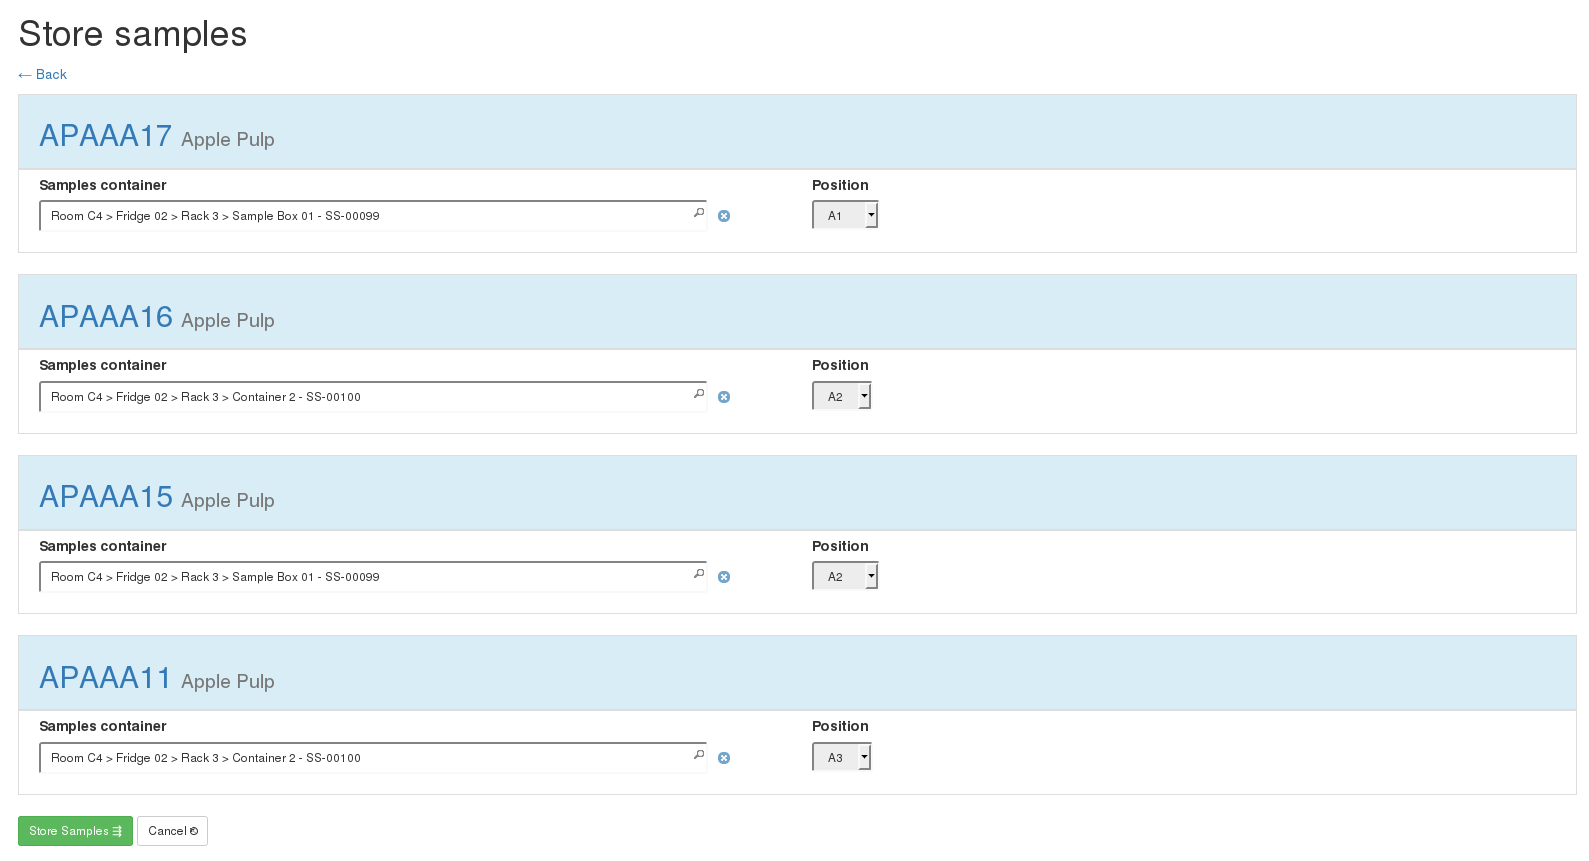 Store samples
← Back
APAAA17 Apple Pulp
Samples container Position
Room C4 > Fridge 02 > Rack 3 > Sample Box 01 - SS-00099 A1
APAAA16 Apple Pulp
Samples container Position
Room C4 > Fridge 02 > Rack 3 > Container 2 - SS-00100 A2
APAAA15 Apple Pulp
Samples container Position
Room C4 > Fridge 02 > Rack 3 > Sample Box 01 - SS-00099 A2
APAAA11 Apple Pulp
Samples container Position
Room C4 > Fridge 02 > Rack 3 > Container 2 - SS-00100 A3
Store Samples Cancel